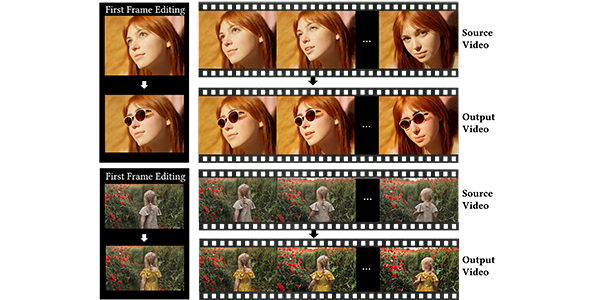 First Frame Editing
Source
Video
...
Output
Video
...
First Frame Editing
Source
Video
...
Output
Video
...